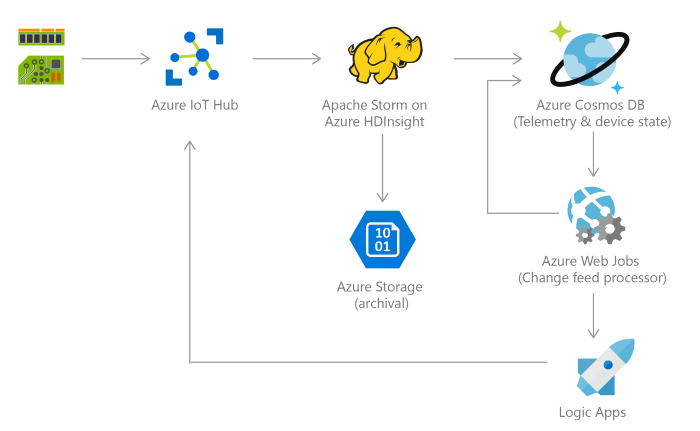 Azure IoT Hub
Apache Storm on
Azure HDInsight
Azure Cosmos DB
(Telemetry & device state)
10
01
Azure Storage
(archival)
Azure Web Jobs
(Change feed processor)
Logic Apps